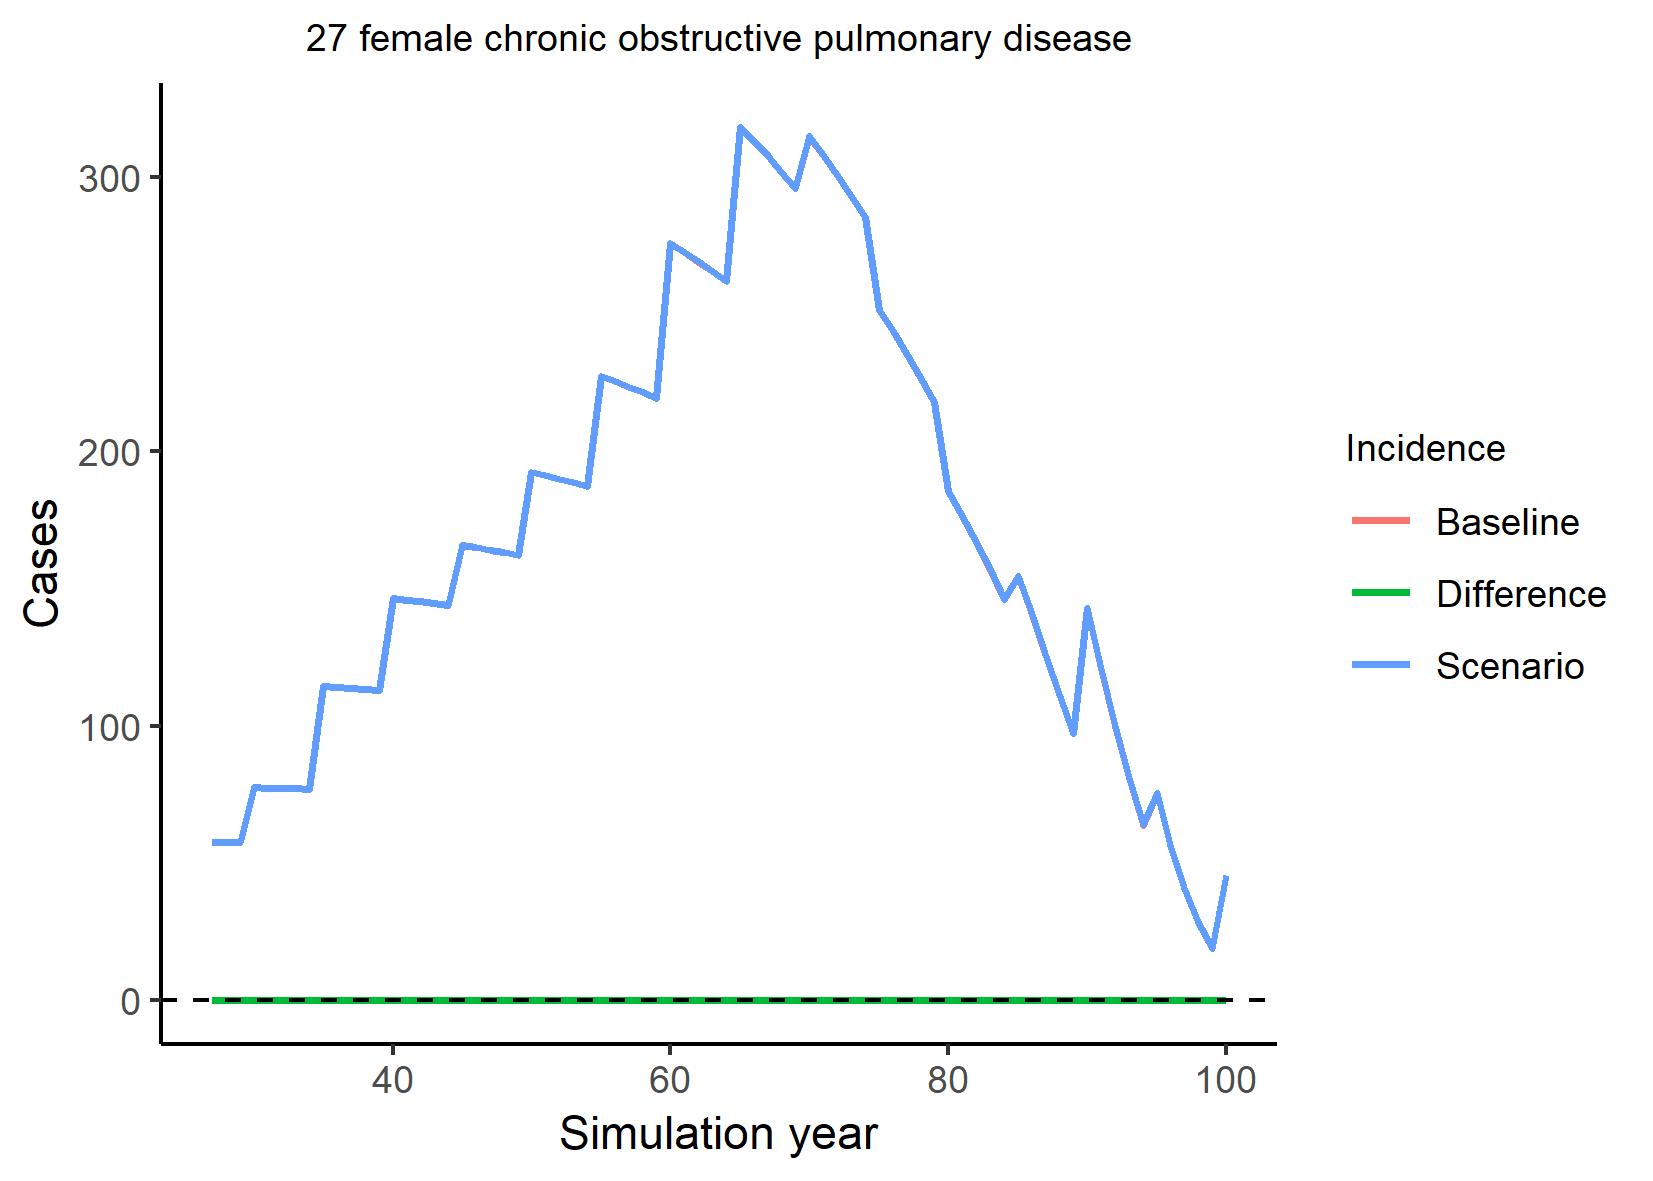 27 female chronic obstructive pulmonary disease
300
200
100
0
Cases
40 60 80 100
Simulation year
Incidence
Baseline
Difference
Scenario